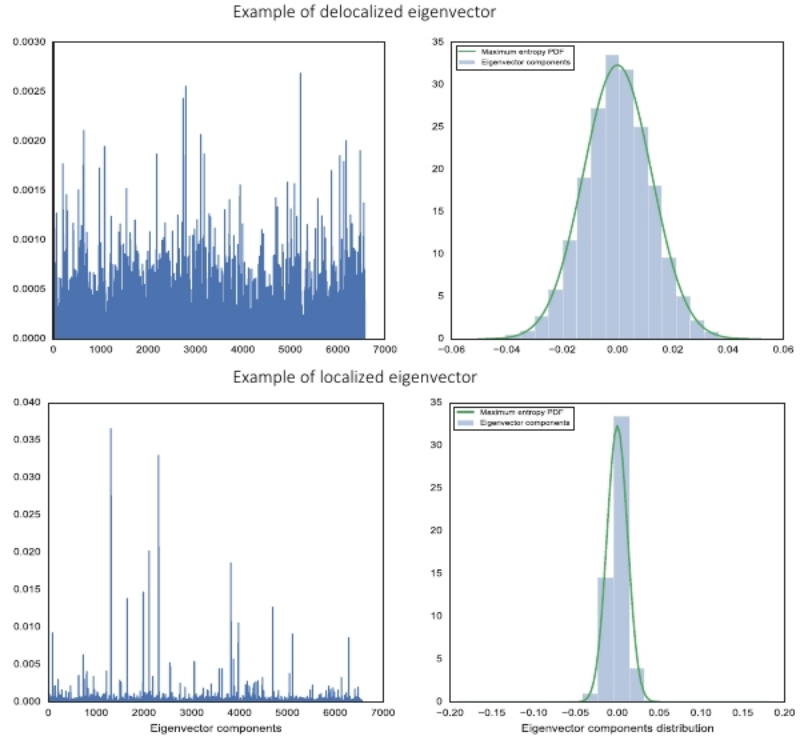 Example of delocalized eigenvector
0.0030
0.0025
0.0020
0.0015
0.0010
0.0005
0.0000
0 1000 2000 3000 4000 5000 6000 7000
35
30
25
20
15
10
5
0
−0.06 −0.04 −0.02 0.00 0.02 0.04 0.06
Maximum entropy PDF
Eigenvector components
Example of localized eigenvector
0.040
0.035
0.030
0.025
0.020
0.015
0.010
0.005
0.000
0 1000 2000 3000 4000 5000 6000 7000
Eigenvector components
35
30
25
20
15
10
5
0
−0.20 −0.15 −0.10 −0.05 0.00 0.05 0.10 0.15 0.20
Maximum entropy PDF
Eigenvector components
Eigenvector components distribution